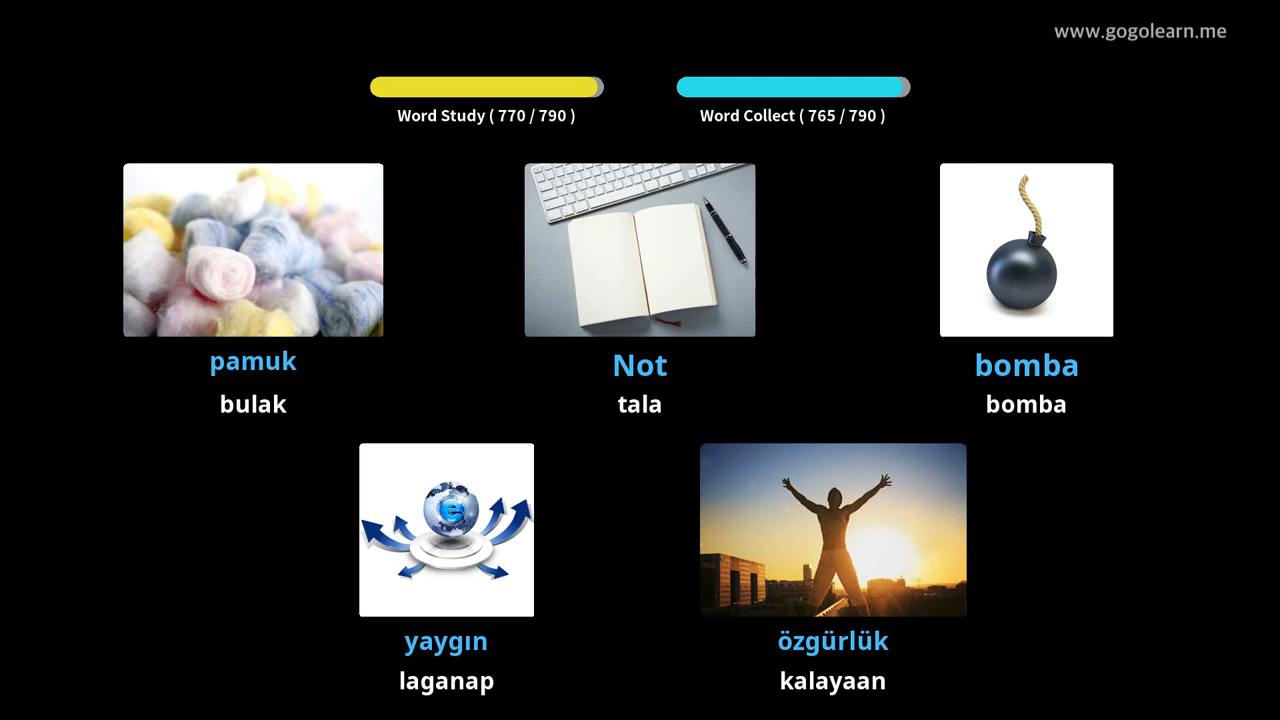 www.gogolearn.me
Word Study ( 770 / 790 )
Word Collect ( 765 / 790 )
pamuk
bulak
Not
tala
bomba
bomba
e
yaygın
laganap
özgürlük
kalayaan